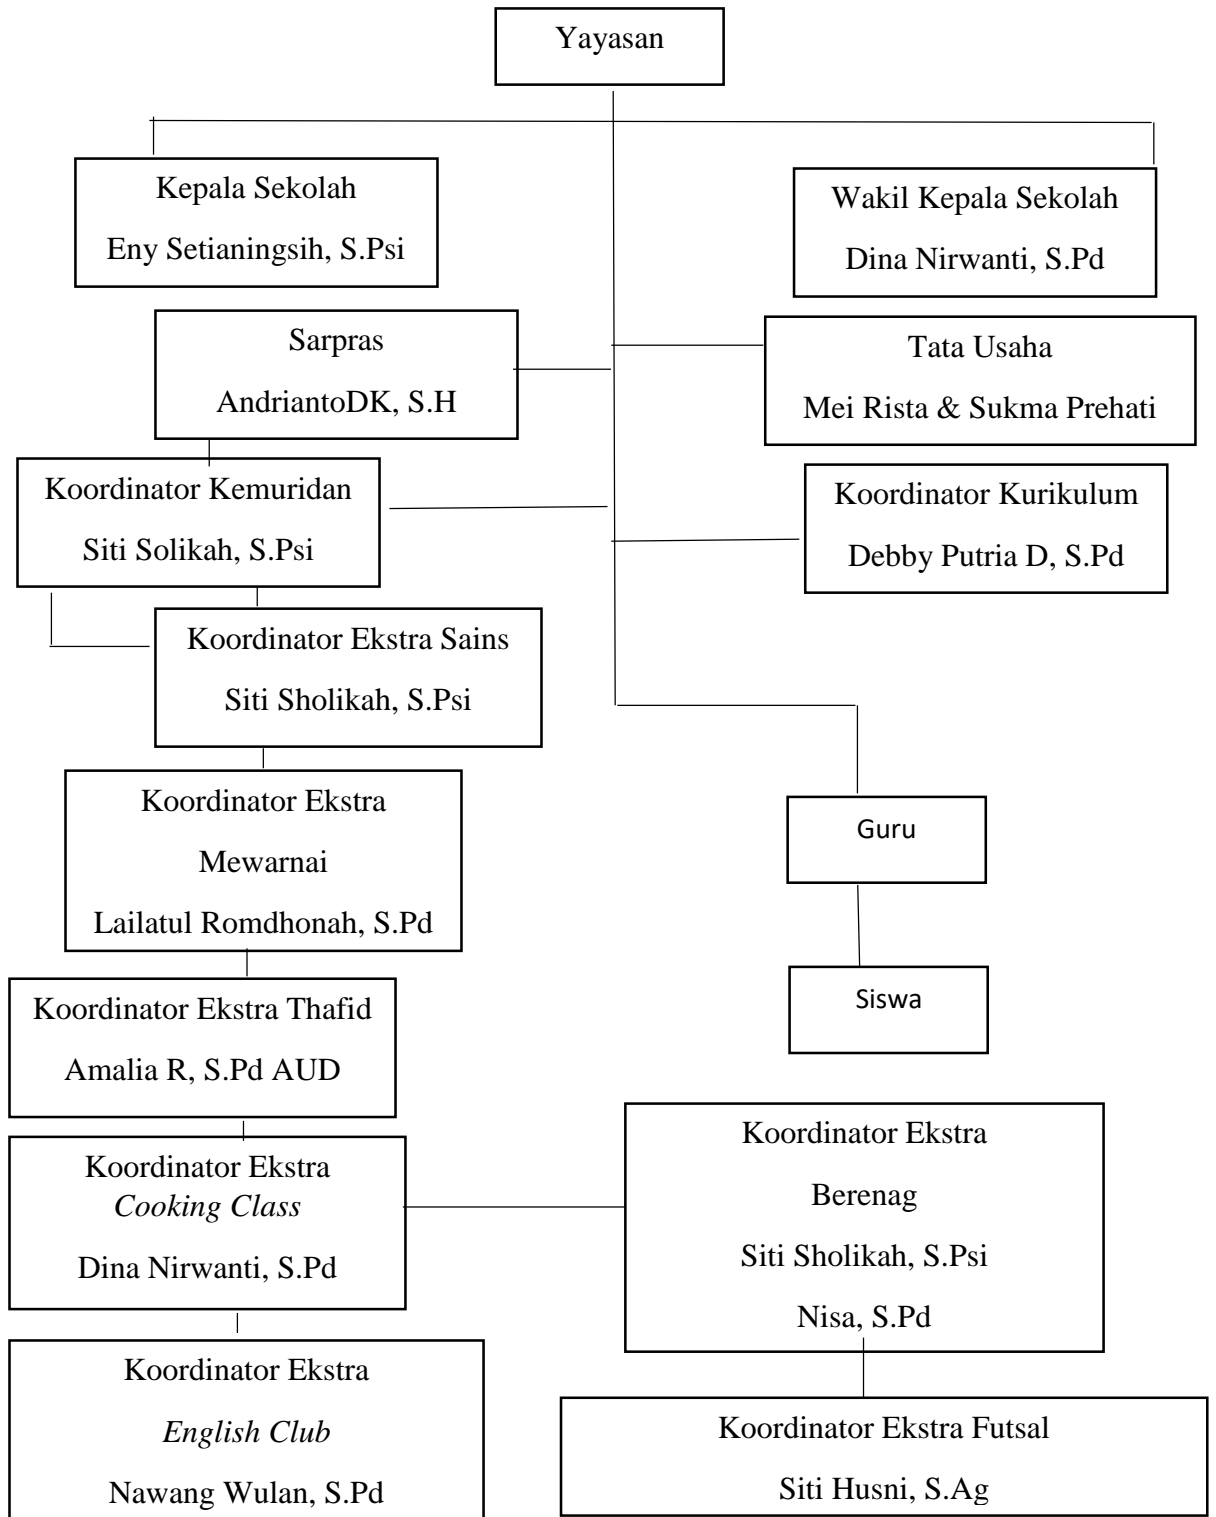 Yayasan
Kepala Sekolah
Eny Setianingsih, S.Psi
Wakil Kepala Sekolah
Dina Nirwanti, S.Pd
Sarpras
AndriantoDK, S.H
Tata Usaha
Mei Rista & Sukma Prehati
Koordinator Kemuridan
Siti Solikah, S.Psi
Koordinator Kurikulum
Debby Putria D, S.Pd
Koordinator Ekstra Sains
Siti Sholikah, S.Psi
Koordinator Ekstra
Mewarnai
Lailatul Romdhonah, S.Pd
Guru
Siswa
Koordinator Ekstra Thafid
Amalia R, S.Pd AUD
Koordinator Ekstra
Cooking Class
Dina Nirwanti, S.Pd
Koordinator Ekstra
Berenag
Siti Sholikah, S.Psi
Nisa, S.Pd
Koordinator Ekstra
English Club
Nawang Wulan, S.Pd
Koordinator Ekstra Futsal
Siti Husni, S.Ag